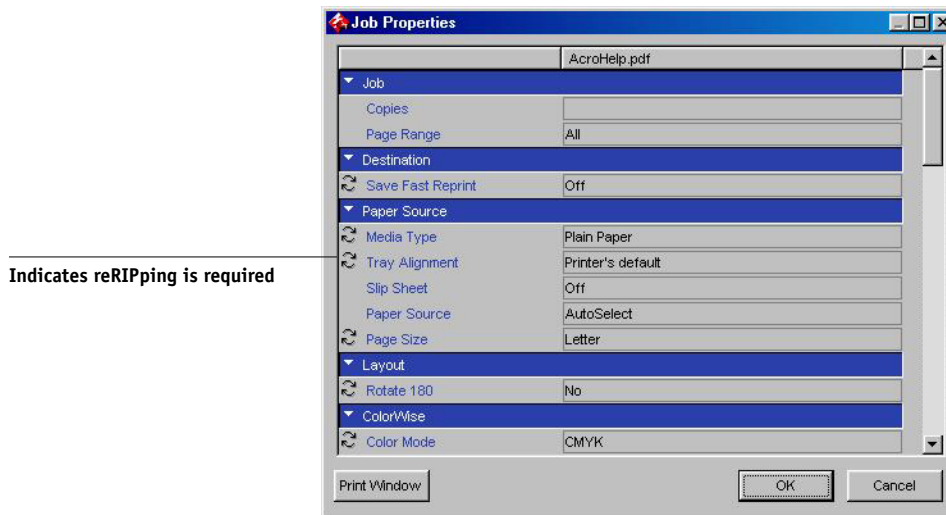 Job Properties
AcroHelp.pdf
Job
Copies
Page Range All
Destination
Save Fast Reprint Off
Paper Source
Media Type Plain Paper
Tray Alignment Printer's default
Indicates reRIPping is required
Slip Sheet Off
Paper Source AutoSelect
Page Size Letter
Layout
Rotate 180 No
ColorWise
Color Mode CMYK
Print Window OK Cancel